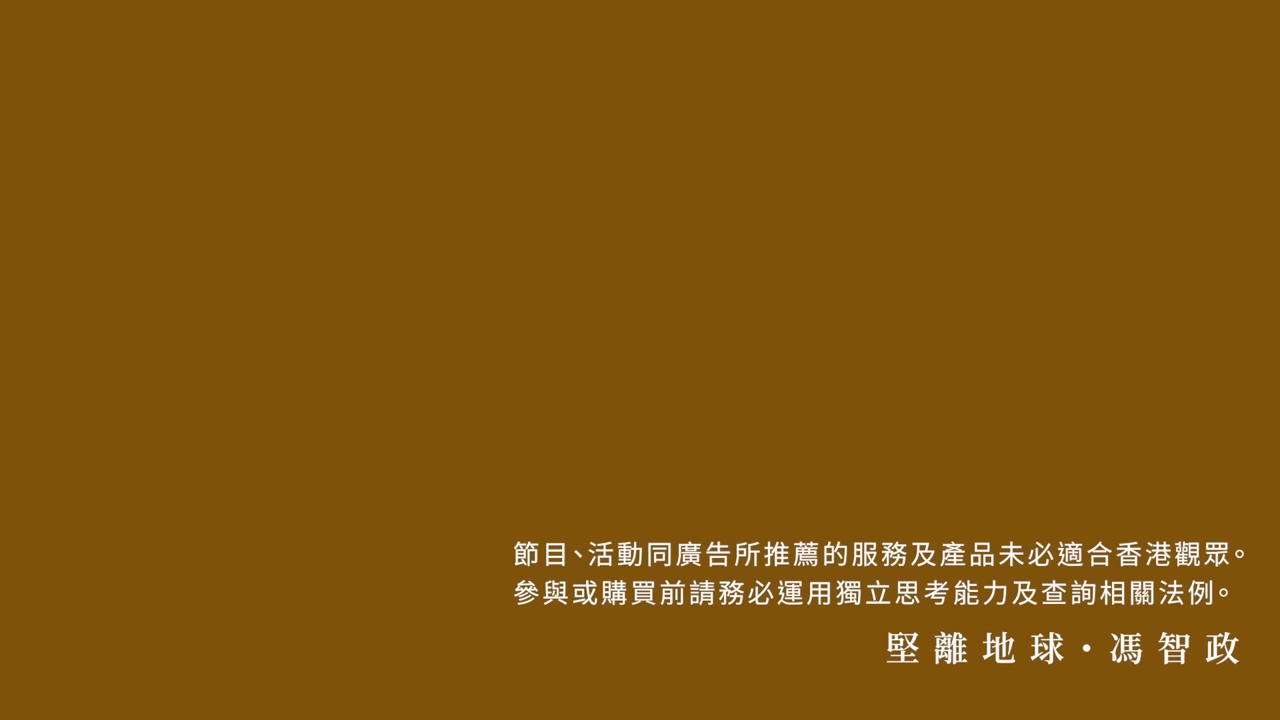 節目、活動同廣告所推薦的服務及產品未必適合香港觀眾。
參與或購買前請務必運用獨立思考能力及查詢相關法例。
堅離地球・馮智政